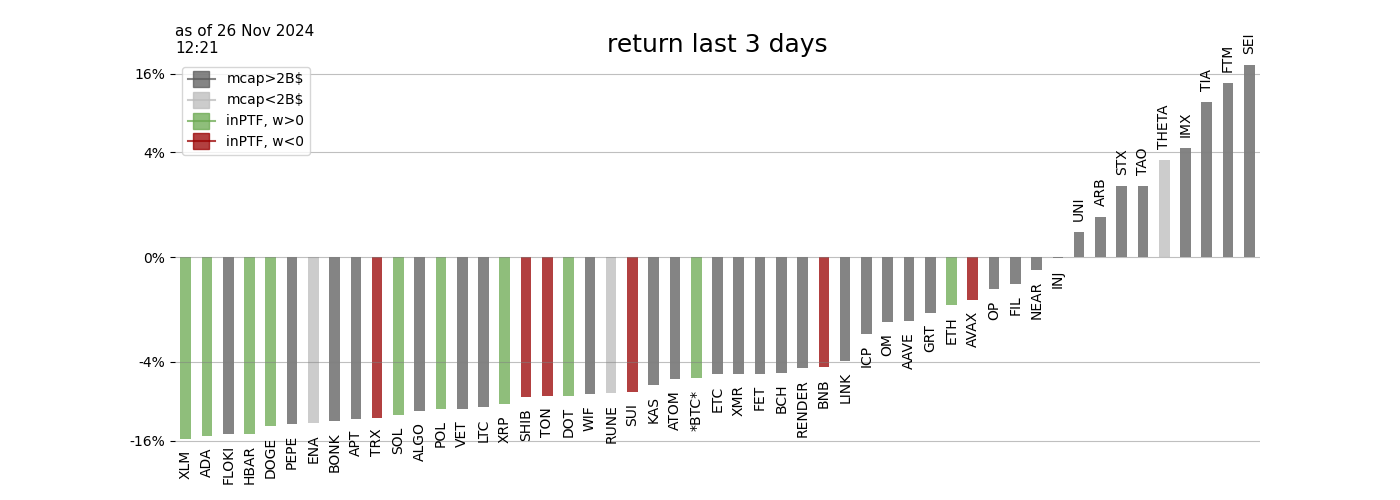 as of 26 Nov 2024
12:21
return last 3 days
mcap>2B$
mcap<2B$
inPTF, w>0
inPTF, w<0
16%
4%
0%
-4%
-16%
XLM
ADA
FLOKI
HBAR
DOGE
PEPE
ENA
BONK
APT
TRX
SOL
ALGO
POL
VET
LTC
XRP
SHIB
TON
DOT
WIF
RUNE
SUI
KAS
ATOM
*BTC*
ETC
XMR
FET
BCH
RENDER
BNB
LINK
ICP
OM
AAVE
GRT
ETH
AVAX
OP
FIL
NEAR
INJ
UNI
ARB
STX
TAO
THETA
IMX
TIA
FTM
SEI